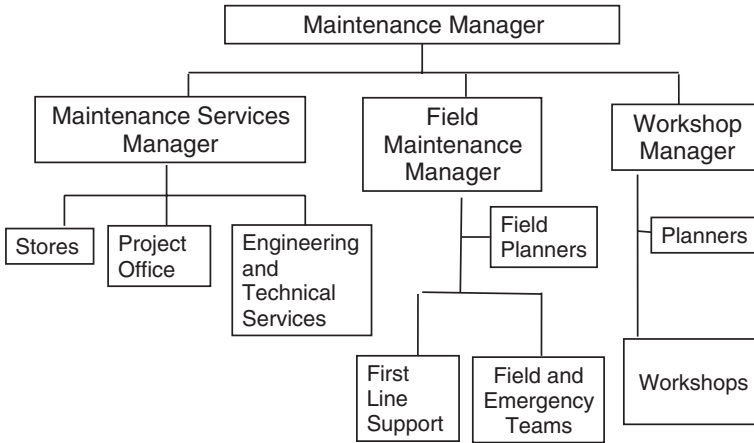 Maintenance Manager
Maintenance Services
Manager
Field
Maintenance
Manager
Workshop
Manager
Stores
Project
Office
Engineering
and
Technical
Services
Field
Planners
Planners
First
Line
Support
Field and
Emergency
Teams
Workshops